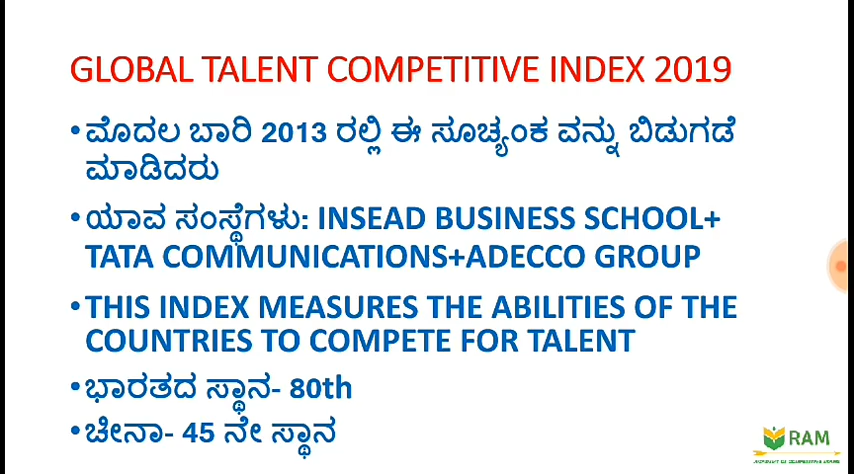 GLOBAL TALENT COMPETITIVE INDEX 2019
•ಮೊದಲ ಬಾರಿ 2013 ರಲ್ಲಿ ಈ ಸೂಚ್ಯಂಕ ವನ್ನು ಬಿಡುಗಡೆ
ಮಾಡಿದರು
•ಯಾವ ಸಂಸ್ಥೆಗಳು: INSEAD BUSINESS SCHOOL+
TATA COMMUNICATIONS+ADECCO GROUP
•THIS INDEX MEASURES THE ABILITIES OF THE
COUNTRIES TO COMPETE FOR TALENT
•ಭಾರತದ ಸ್ಥಾನ- 80th
•ಚೀನಾ- 45 ನೇ ಸ್ಥಾನ
RAM